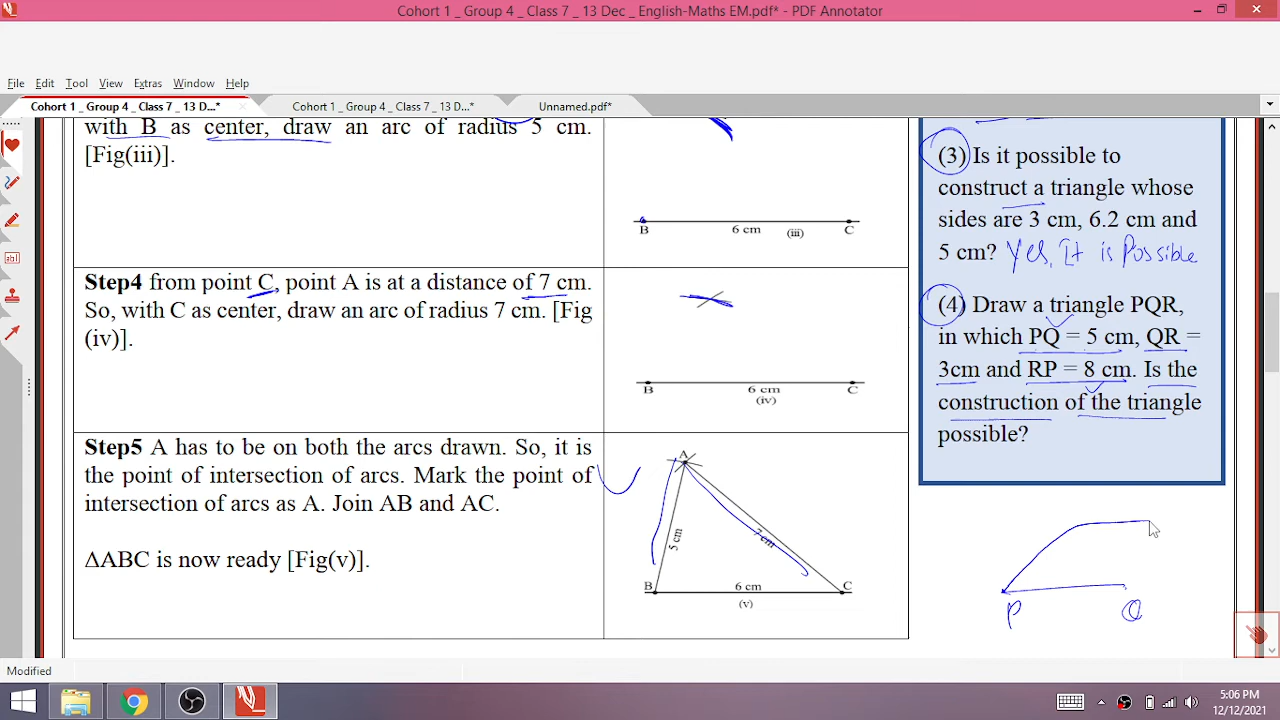 Cohort 1 _ Group 4 _ Class 7 _ 13 Dec _ English-Maths EM.pdf* - PDF Annotator
File Edit Tool View Extras Window Help
Cohort 1 _ Group 4 _ Class 7 _ 13 D...* Cohort 1 _ Group 4 _ Class 7 _ 13 D...* Unnamed.pdf*
with B as center, draw an arc of radius 5 cm.
[Fig(iii)].
B 6 cm (iii) C
Step4 from point C, point A is at a distance of 7 cm.
So, with C as center, draw an arc of radius 7 cm. [Fig
(iv)].
B 6 cm C
(iv)
Step5 A has to be on both the arcs drawn. So, it is
the point of intersection of arcs. Mark the point of
intersection of arcs as A. Join AB and AC.
ΔABC is now ready [Fig(v)].
A
5 cm
7 cm
B 6 cm C
(v)
(3) Is it possible to
construct a triangle whose
sides are 3 cm, 6.2 cm and
5 cm? Yes, It is Possible
(4) Draw a triangle PQR,
in which PQ = 5 cm, QR =
3cm and RP = 8 cm. Is the
construction of the triangle
possible?
P Q
Modified
5:06 PM
12/12/2021